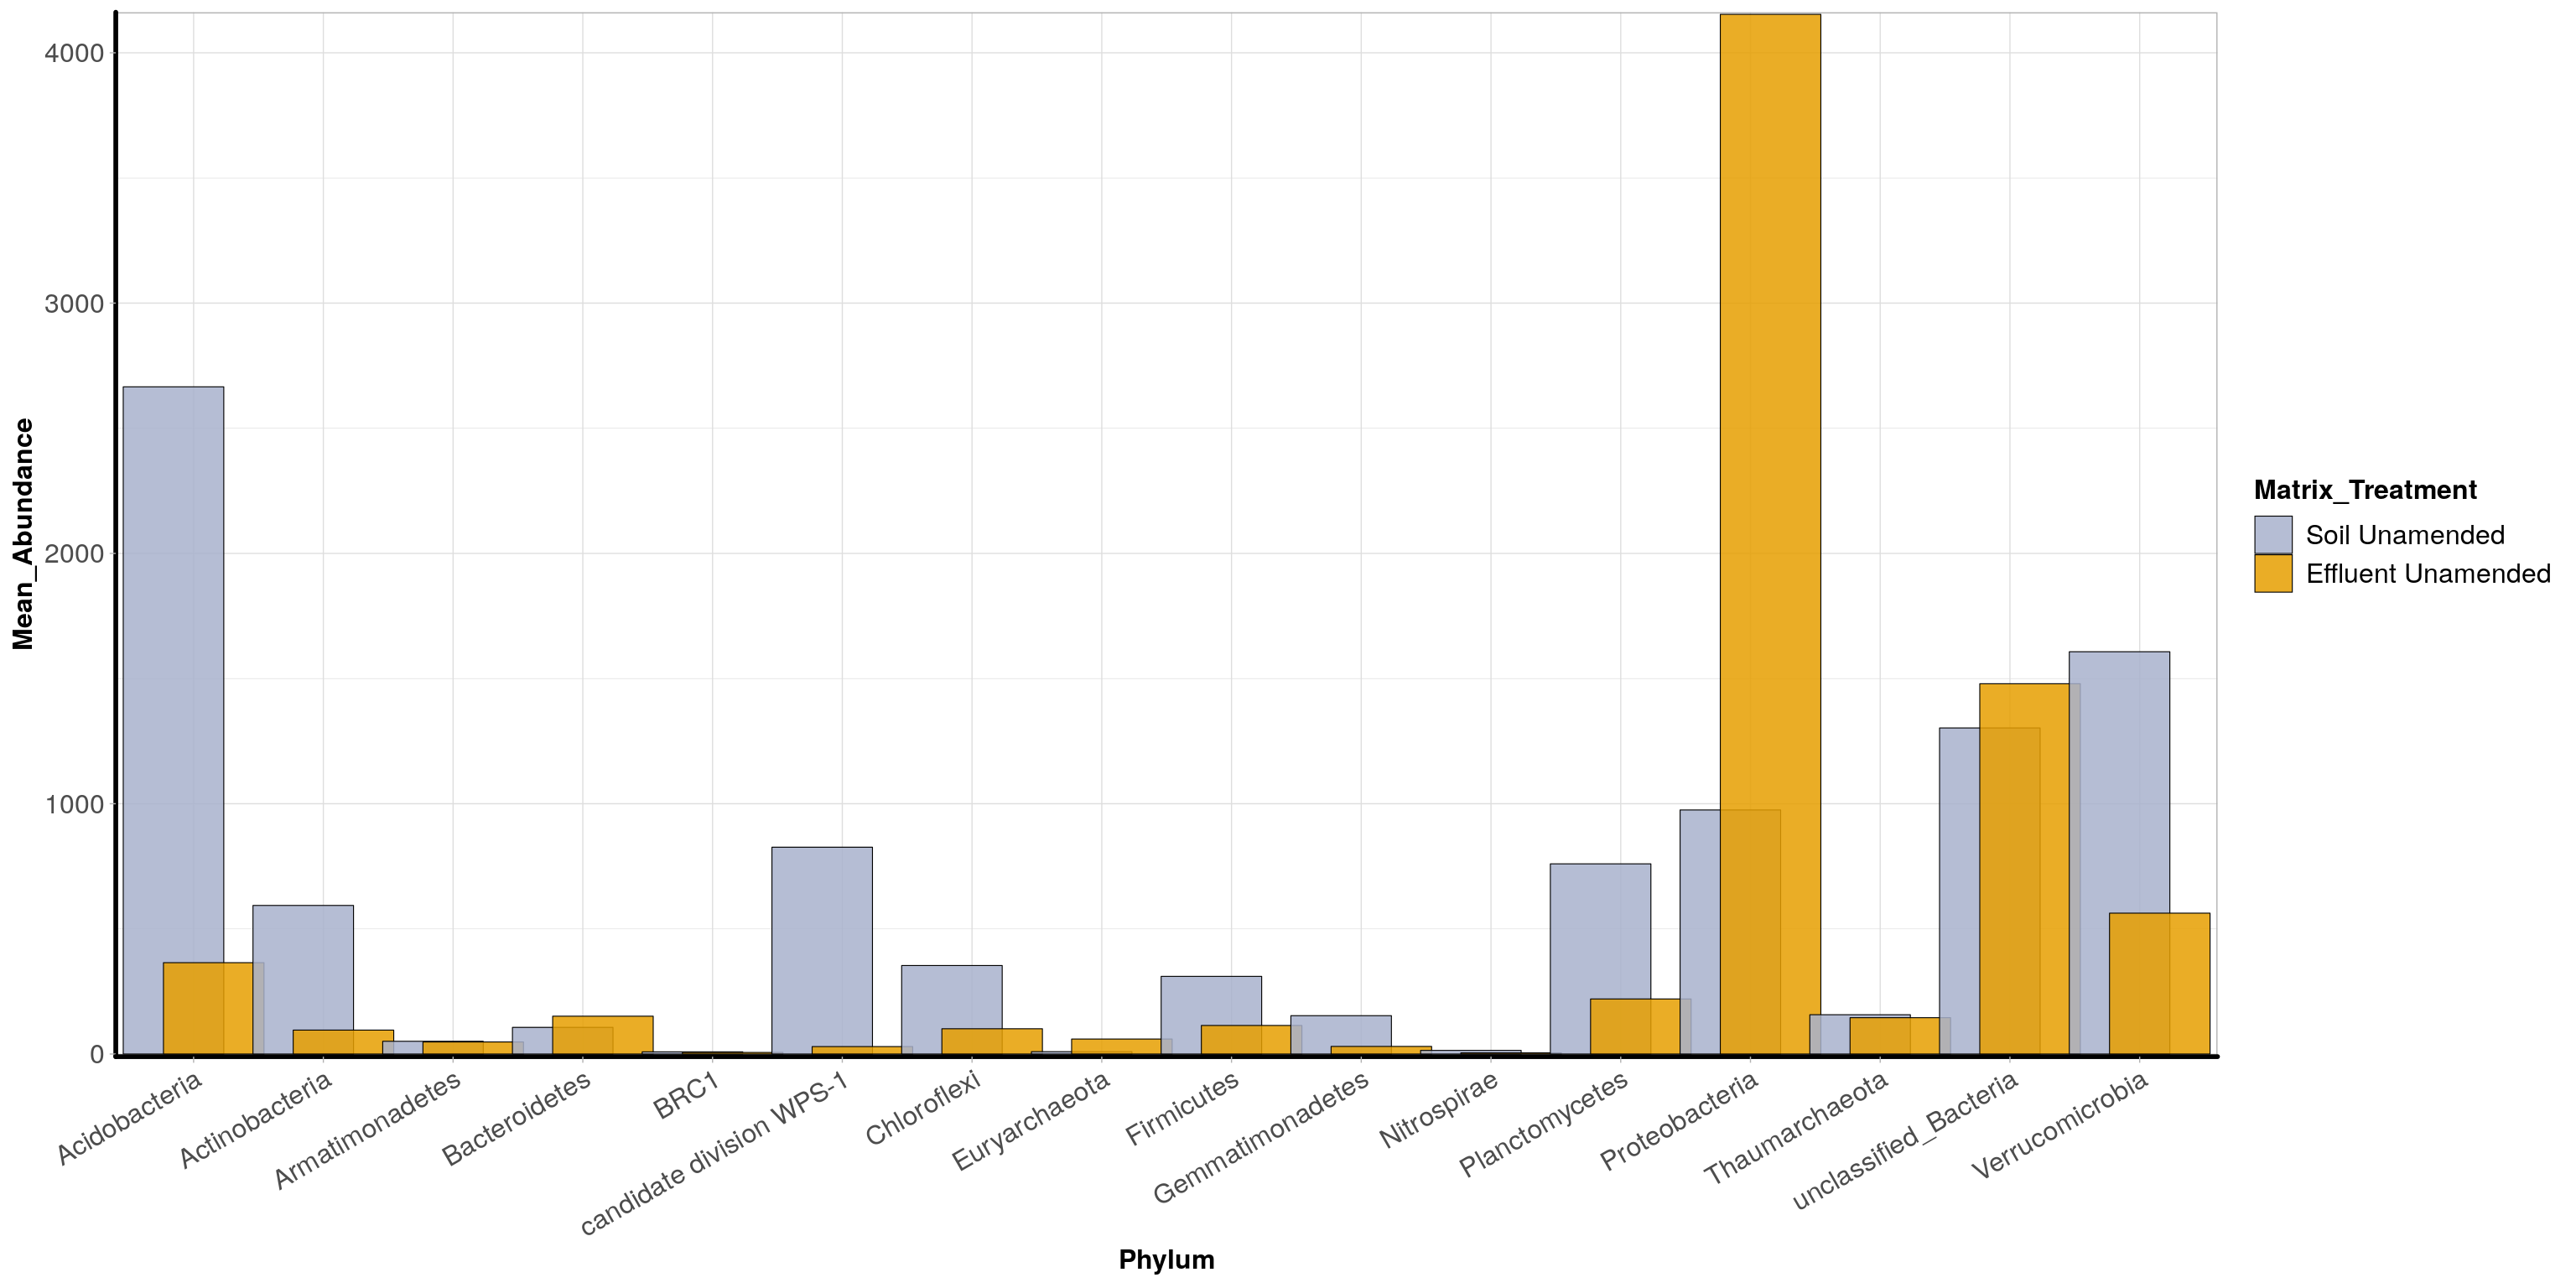 Mean_Abundance
4000
3000
2000
1000
0
Acidobacteria
Actinobacteria
Armatimonadetes
Bacteroidetes
BRC1
candidate division WPS-1
Chloroflexi
Euryarchaeota
Firmicutes
Gemmatimonadetes
Nitrospirae
Planctomycetes
Proteobacteria
Thaumarchaeota
unclassified_Bacteria
Verrucomicrobia
Phylum
Matrix_Treatment
Soil Unamended
Effluent Unamended